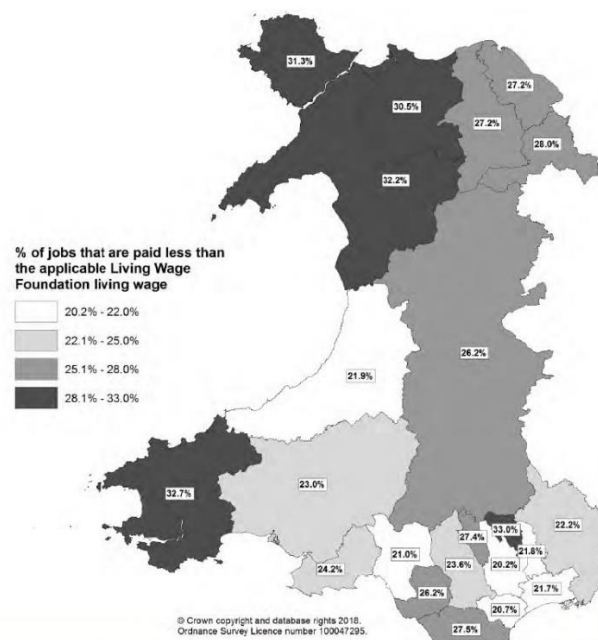 31.3%
30.5%
27.2%
27.2%
28.0%
32.2%
% of jobs that are paid less than
the applicable Living Wage
Foundation living wage
20.2% - 22.0%
22.1% - 25.0%
25.1% - 28.0%
28.1% - 33.0%
26.2%
21.9%
23.0%
32.7%
33.0%
22.2%
27.4%
21.8%
21.0%
23.6%
20.2%
24.2%
21.7%
26.2%
20.7%
27.5%
© Crown copyright and database rights 2018.
Ordnance Survey Licence number 100047295.